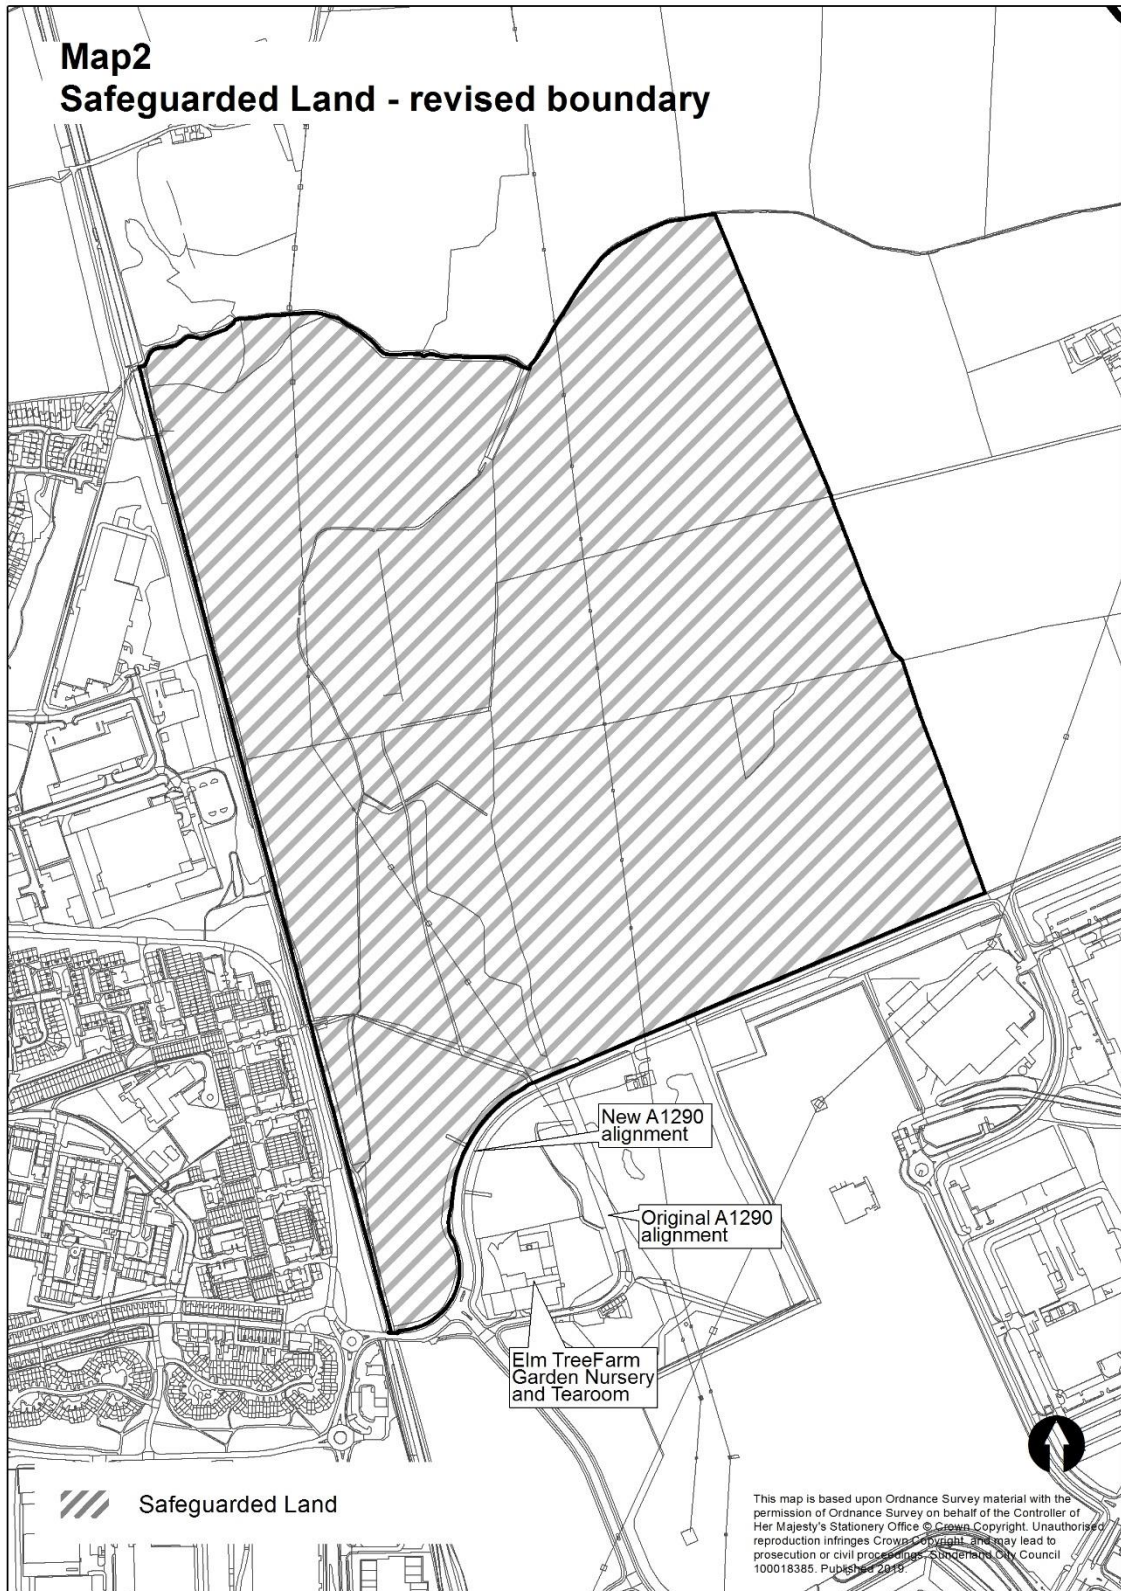 Map2
Safeguarded Land - revised boundary
New A1290
alignment
Original A1290
alignment
Elm TreeFarm
Garden Nursery
and Tearoom
Safeguarded Land
This map is based upon Ordnance Survey material with the
permission of Ordnance Survey on behalf of the Controller of
Her Majesty's Stationery Office © Crown Copyright. Unauthorised
reproduction infringes Crown Copyright and may lead to
prosecution or civil proceedings. Sunderland City Council
100018385. Published 2019.